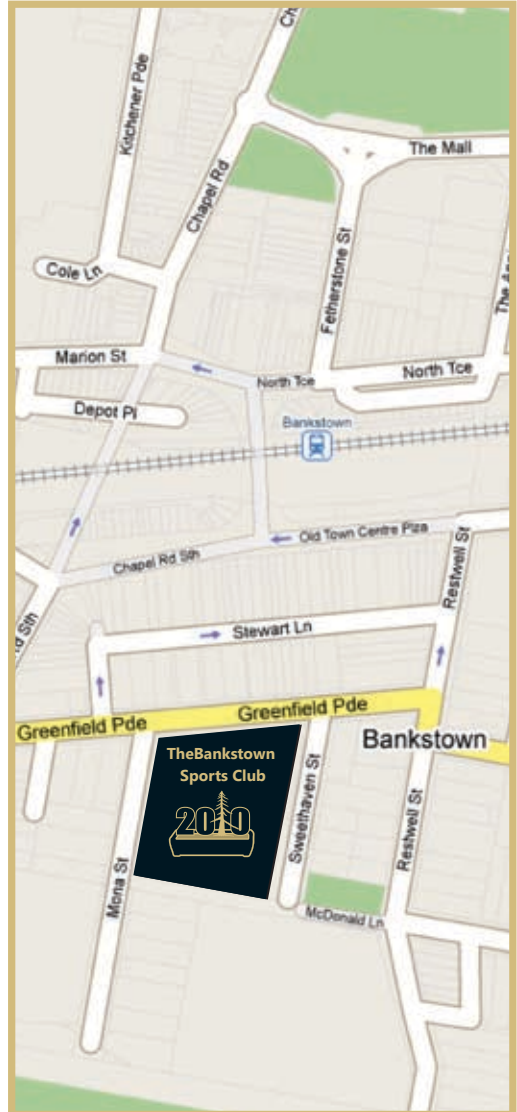 Ch
Kitchener Pde
The Mall
Chapel Rd
Fetherstone St
Cole Ln
Marion St
North Tce
North Tce
Depot Pl
Bankstown
Old Town Centre Plza
Chapel Rd Sth
Restwell St
d Sth
Stewart Ln
Greenfield Pde
Greenfield Pde
Bankstown
TheBankstown
Sports Club
2010
Sweethaven St
Restwell St
Mona St
McDonald Ln